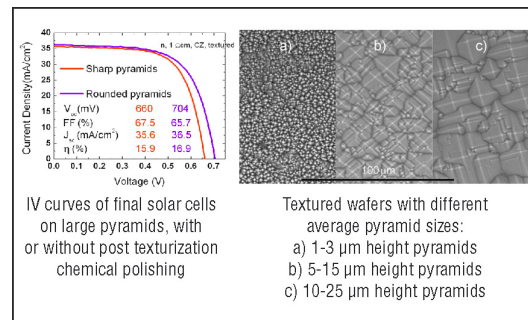 40
35
30
25
20
15
10
5
0
Current Density(mA/cm²)
n, 1 Ωcm, CZ, textured
Sharp pyramids
Rounded pyramids
Voc(mV) 660 704
FF (%) 67.5 65.7
Jsc(mA/cm²) 35.6 36.5
η (%) 15.9 16.9
0.0 0.1 0.2 0.3 0.4 0.5 0.6 0.7
Voltage (V)
IV curves of final solar cells
on large pyramids, with
or without post texturization
chemical polishing
a)
b)
c)
100 µm
Textured wafers with different
average pyramid sizes:
a) 1-3 µm height pyramids
b) 5-15 µm height pyramids
c) 10-25 µm height pyramids